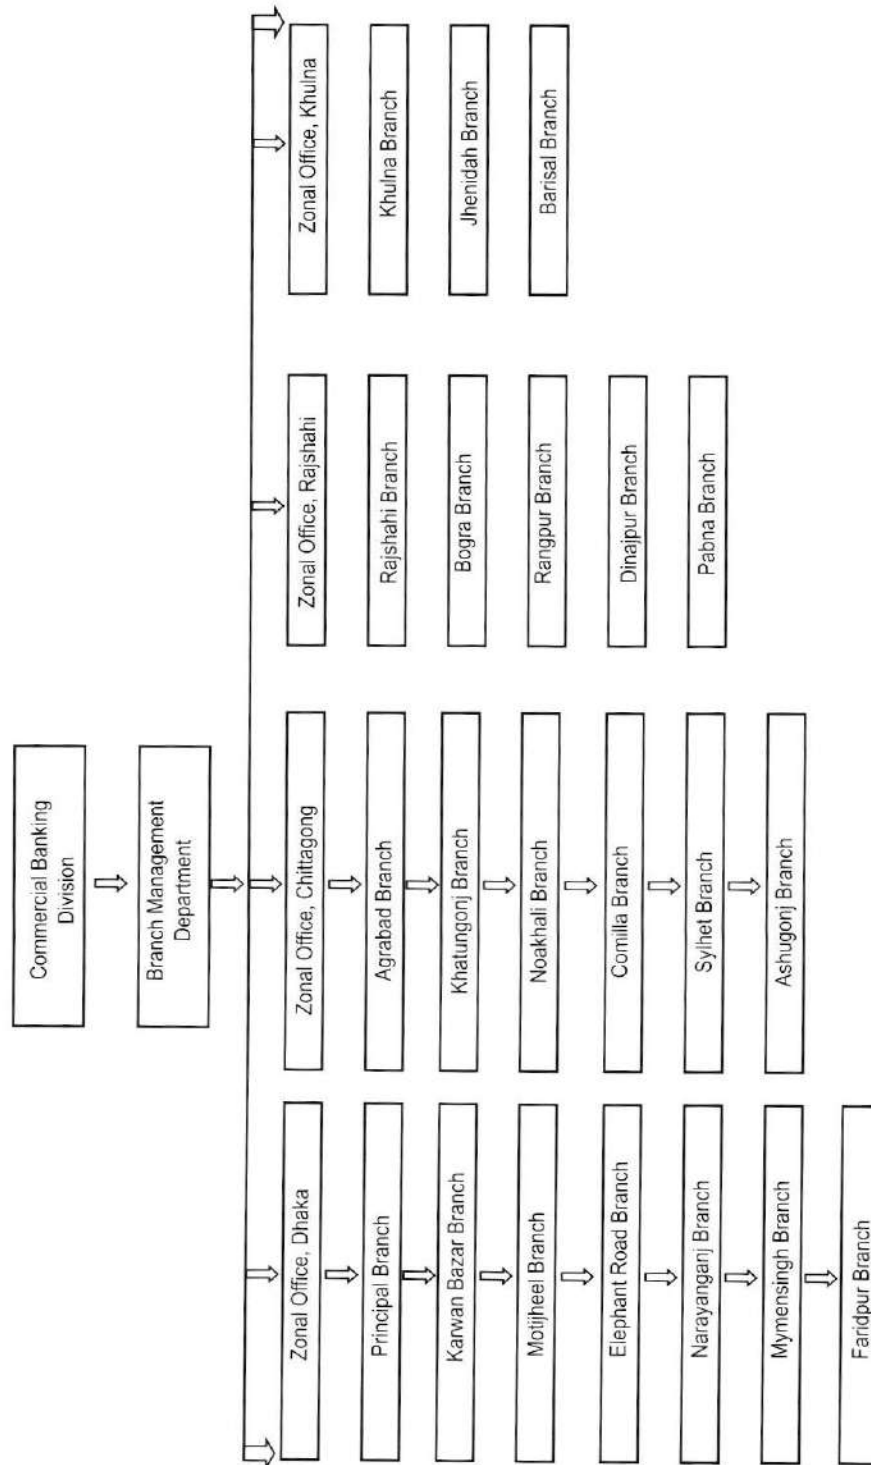 Commercial Banking
Division
Branch Management
Department
Zonal Office, Dhaka
Principal Branch
Karwan Bazar Branch
Motijheel Branch
Elephant Road Branch
Narayanganj Branch
Mymensingh Branch
Faridpur Branch
Zonal Office, Chittagong
Agrabad Branch
Khatungonj Branch
Noakhali Branch
Comilla Branch
Sylhet Branch
Ashugonj Branch
Zonal Office, Rajshahi
Rajshahi Branch
Bogra Branch
Rangpur Branch
Dinajpur Branch
Pabna Branch
Zonal Office, Khulna
Khulna Branch
Jhenidah Branch
Barisal Branch